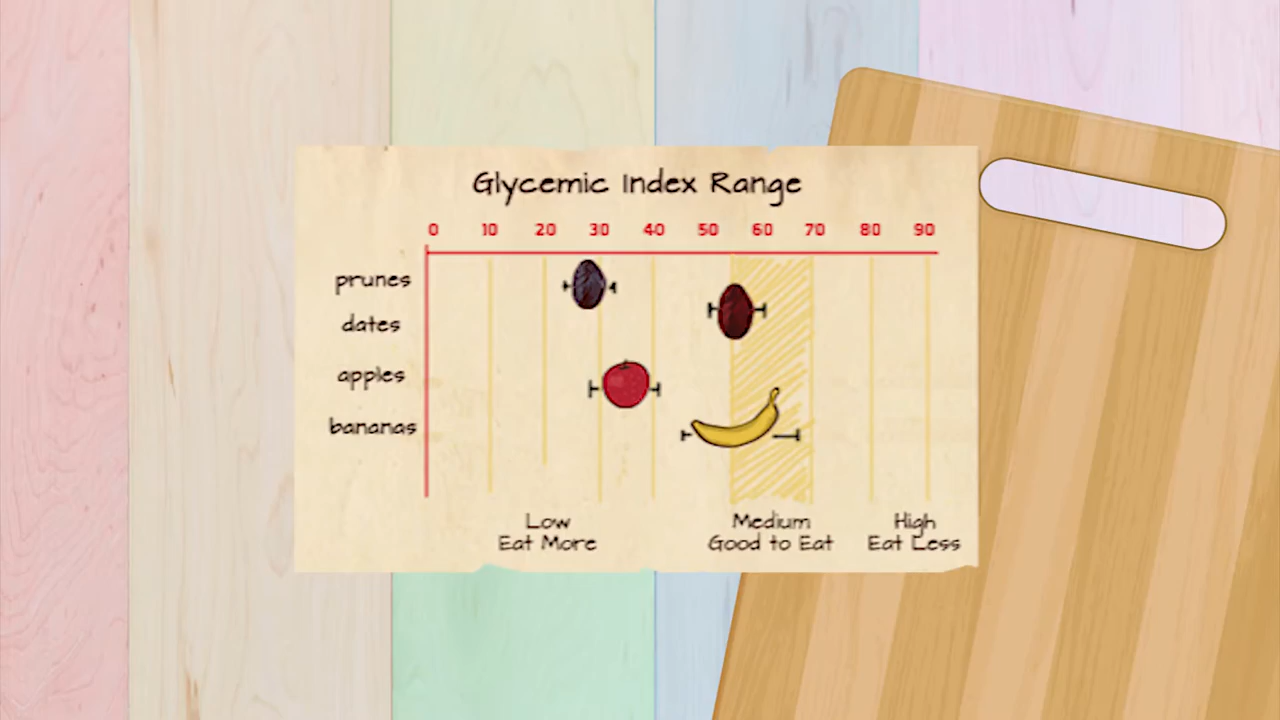 Glycemic Index Range
0 10 20 30 40 50 60 70 80 90
prunes
dates
apples
bananas
Low
Eat More
Medium
Good to Eat
High
Eat Less